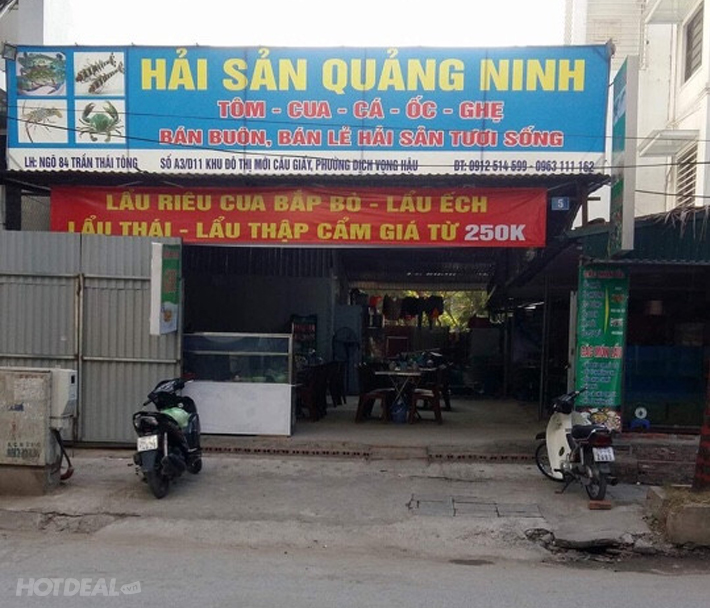 HẢI SẢN QUẢNG NINH
TÔM - CUA - CÁ - ỐC - GHẸ
BÁN BUÔN, BÁN LẺ HẢI SẢN TƯƠI SỐNG
LH: NGÕ 84 TRẦN THÁI TÔNG SỐ A3/D11 KHU ĐÔ THỊ MỚI CẦU GIẤY, PHƯỜNG DỊCH VỌNG HẬU ĐT: 0912 514 599 - 0963 111 162
LẨU RIÊU CUA BẮP BÒ - LẨU ẾCH
LẨU THÁI - LẨU THẬP CẨM GIÁ TỪ 250K
S
HOTDEAL.vn